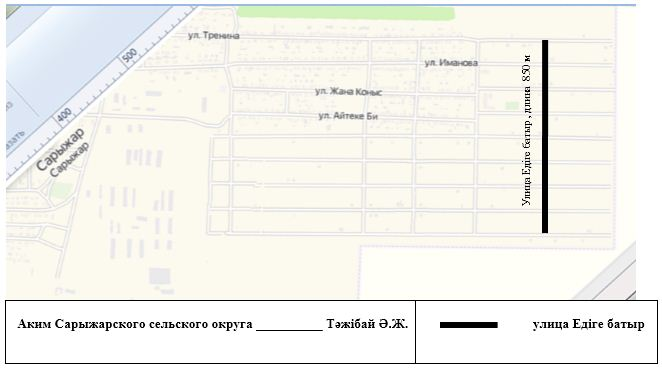 ул. Тренина
500
ул. Иманова
ул. Жана Коныс
400
ул. Айтеке Би
Сарыжар
Сарыжар
Улица Едіге батыр , длина 850 м
Аким Сарыжарского сельского округа __________ Тәжібай Ә.Ж.
улица Едіге батыр